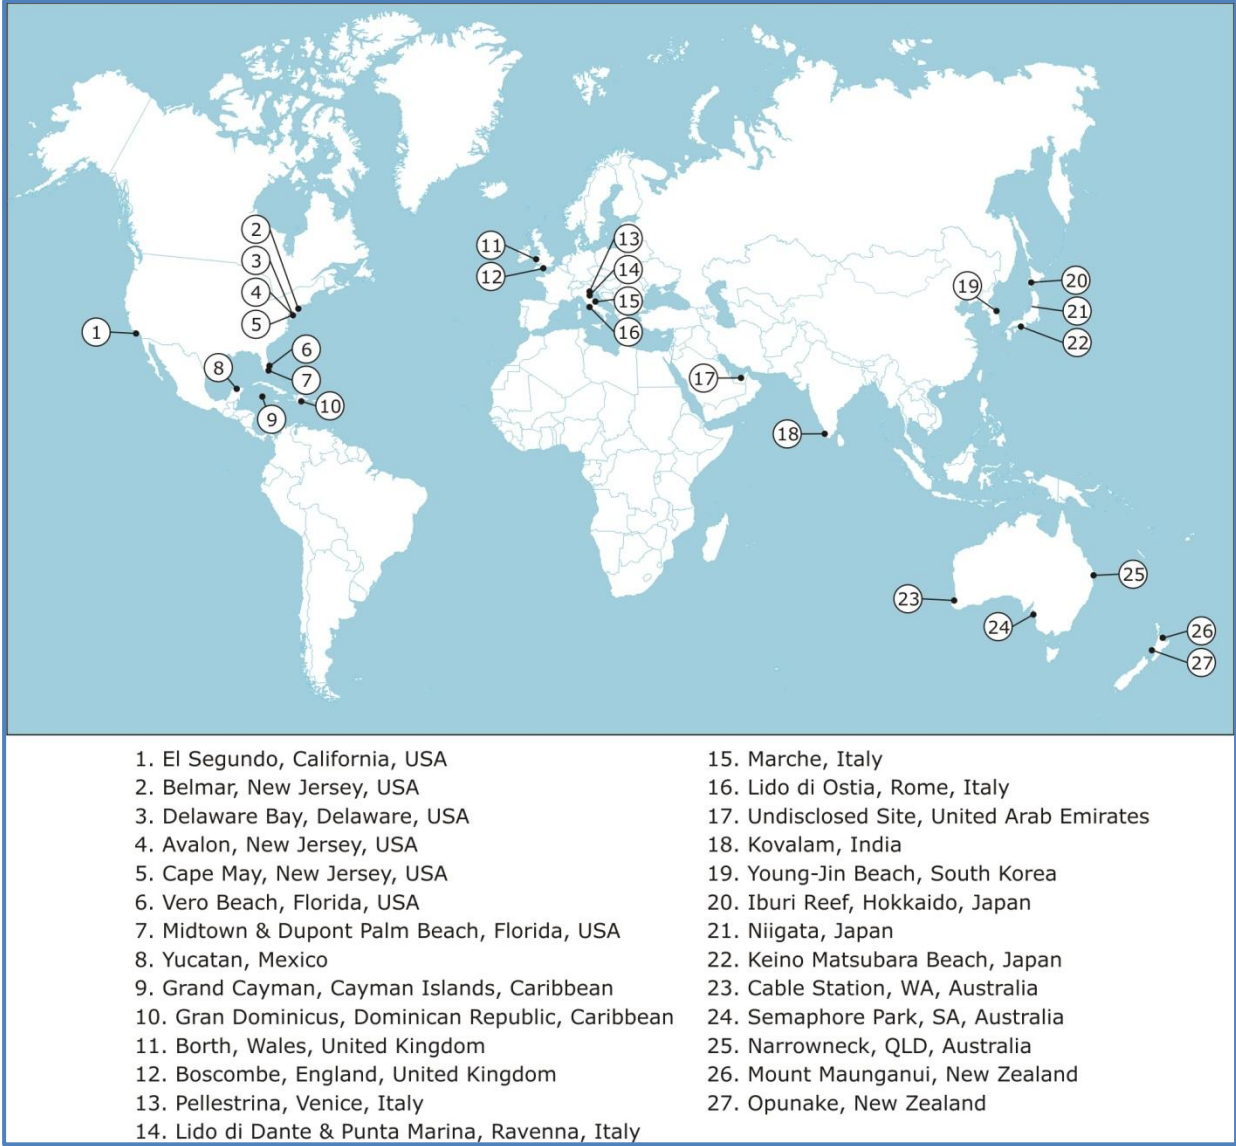 2
3
4
5
1
6
7
8
9
10
11
12
13
14
15
16
17
18
19
20
21
22
23
24
25
26
27
1. El Segundo, California, USA
2. Belmar, New Jersey, USA
3. Delaware Bay, Delaware, USA
4. Avalon, New Jersey, USA
5. Cape May, New Jersey, USA
6. Vero Beach, Florida, USA
7. Midtown & Dupont Palm Beach, Florida, USA
8. Yucatan, Mexico
9. Grand Cayman, Cayman Islands, Caribbean
10. Gran Dominicus, Dominican Republic, Caribbean
11. Borth, Wales, United Kingdom
12. Boscombe, England, United Kingdom
13. Pellestrina, Venice, Italy
14. Lido di Dante & Punta Marina, Ravenna, Italy
15. Marche, Italy
16. Lido di Ostia, Rome, Italy
17. Undisclosed Site, United Arab Emirates
18. Kovalam, India
19. Young-Jin Beach, South Korea
20. Iburi Reef, Hokkaido, Japan
21. Niigata, Japan
22. Keino Matsubara Beach, Japan
23. Cable Station, WA, Australia
24. Semaphore Park, SA, Australia
25. Narrowneck, QLD, Australia
26. Mount Maunganui, New Zealand
27. Opunake, New Zealand